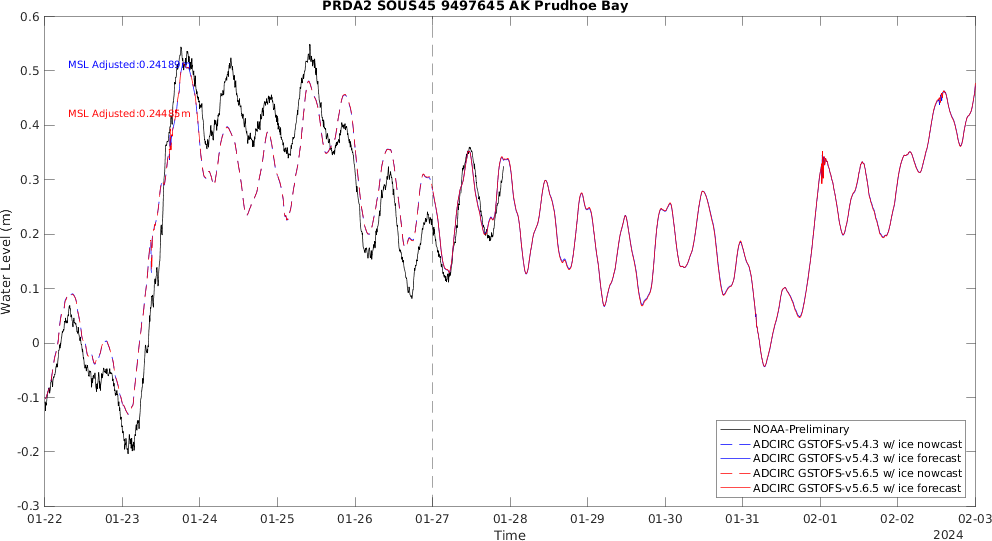 PRDA2 SOUS45 9497645 AK Prudhoe Bay
0.6
0.5
0.4
0.3
0.2
0.1
0
-0.1
-0.2
-0.3
Water Level (m)
MSL Adjusted:0.24189m
MSL Adjusted:0.24485m
NOAA-Preliminary
ADCIRC GSTOFS-v5.4.3 w/ ice nowcast
ADCIRC GSTOFS-v5.4.3 w/ ice forecast
ADCIRC GSTOFS-v5.6.5 w/ ice nowcast
ADCIRC GSTOFS-v5.6.5 w/ ice forecast
01-22 01-23 01-24 01-25 01-26 01-27 01-28 01-29 01-30 01-31 02-01 02-02 02-03
Time
2024